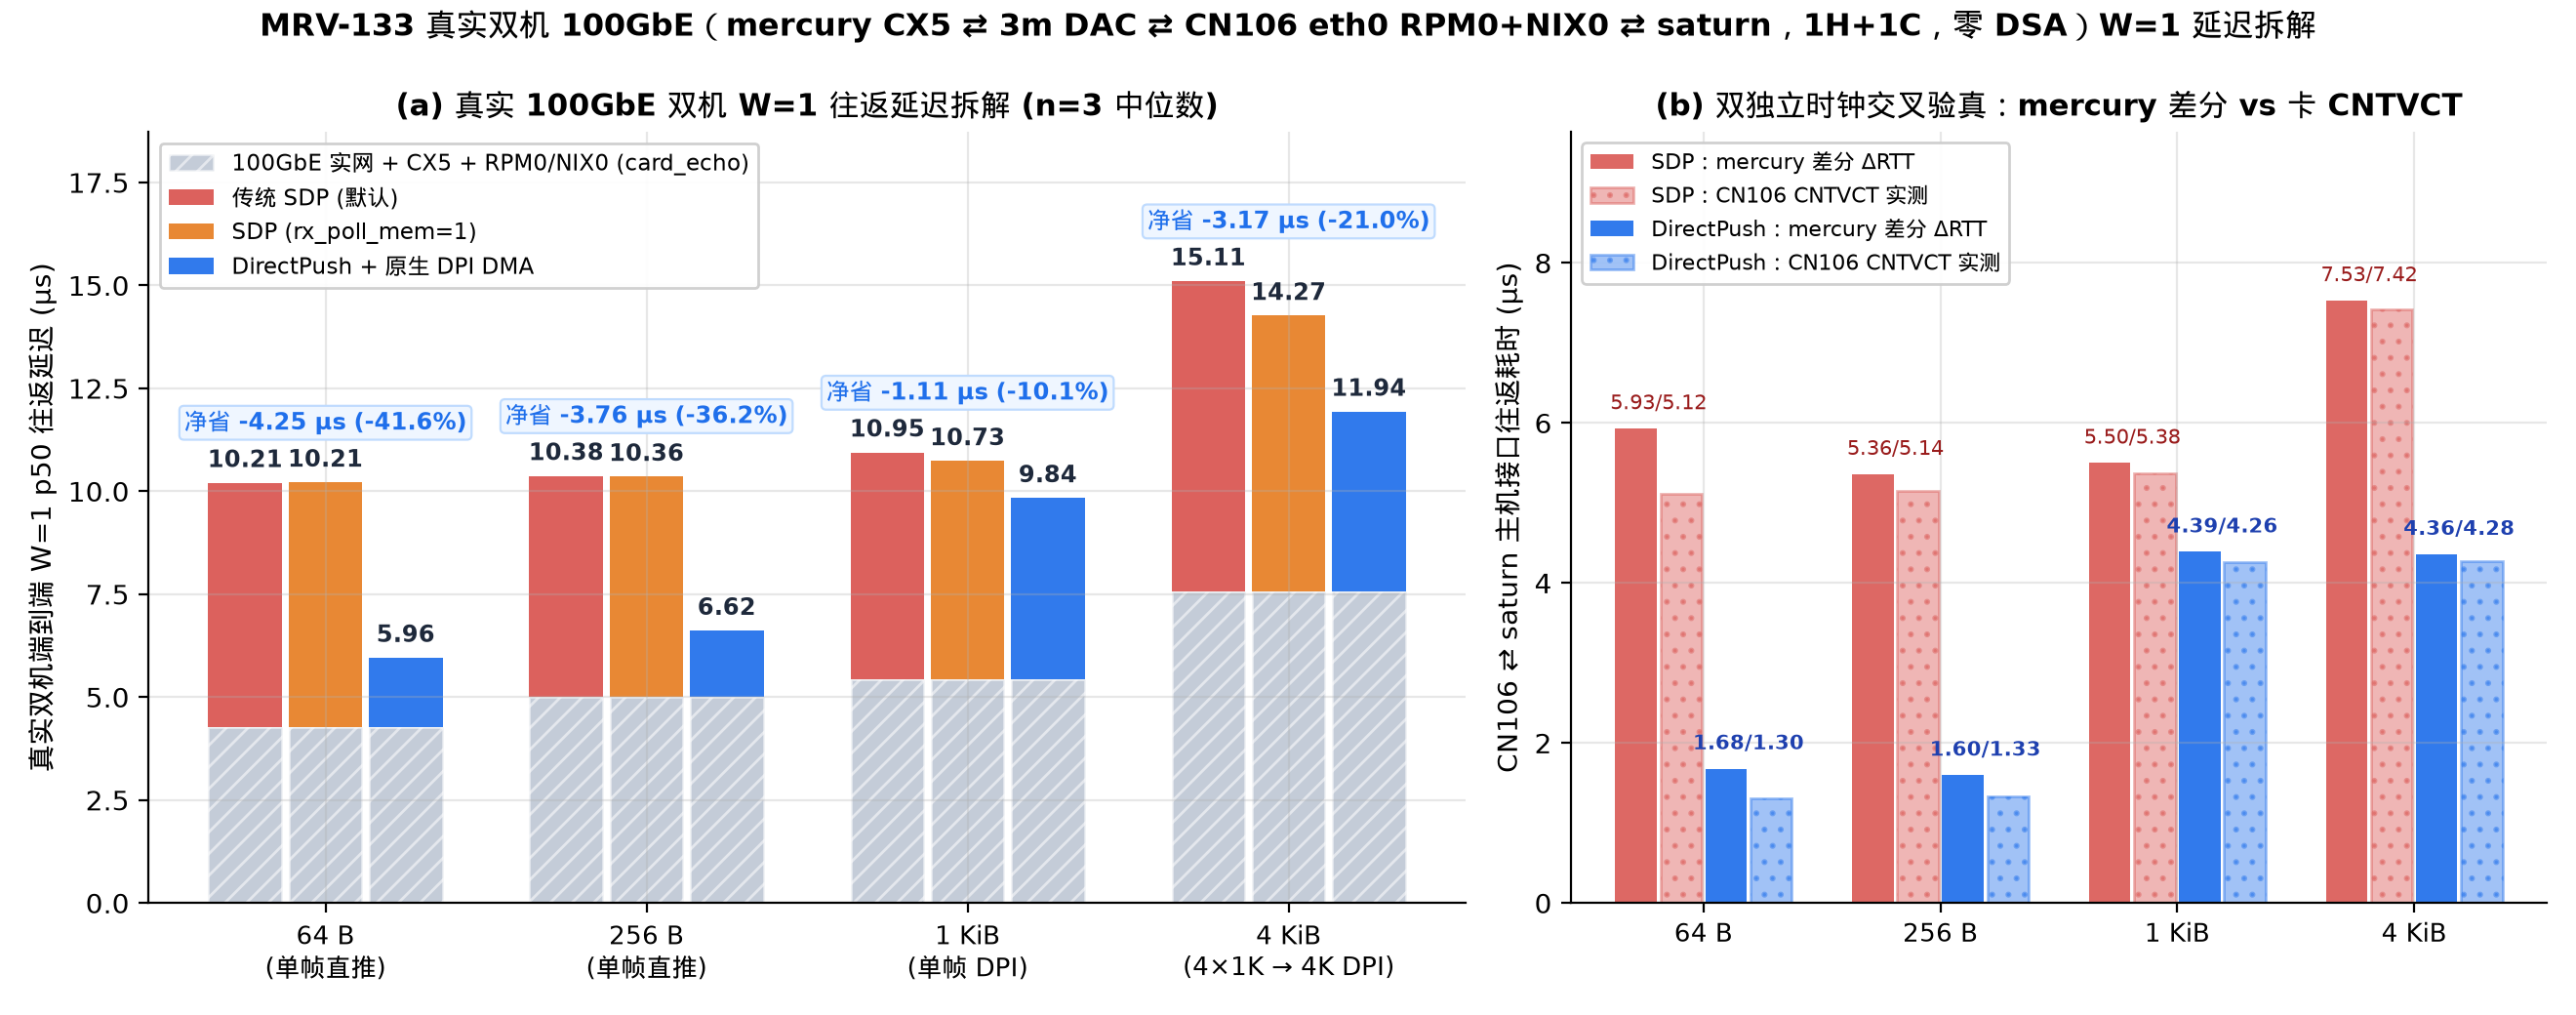 MRV-133 真实双机 100GbE（mercury CX5 ⇄ 3m DAC ⇄ CN106 eth0 RPM0+NIX0 ⇄ saturn，1H+1C，零 DSA）W=1 延迟拆解
(a) 真实 100GbE 双机 W=1 往返延迟拆解 (n=3 中位数)
真实双机端到端 W=1 p50 往返延迟 (µs)
17.5
15.0
12.5
10.0
7.5
5.0
2.5
0.0
100GbE 实网 + CX5 + RPM0/NIX0 (card_echo)
传统 SDP (默认)
SDP (rx_poll_mem=1)
DirectPush + 原生 DPI DMA
净省 -4.25 µs (-41.6%)
10.21 10.21
5.96
净省 -3.76 µs (-36.2%)
10.38 10.36
6.62
净省 -1.11 µs (-10.1%)
10.95 10.73
9.84
净省 -3.17 µs (-21.0%)
15.11
14.27
11.94
64 B
(单帧直推)
256 B
(单帧直推)
1 KiB
(单帧 DPI)
4 KiB
(4×1K → 4K DPI)
(b) 双独立时钟交叉验真：mercury 差分 vs 卡 CNTVCT
CN106 ⇄ saturn 主机接口往返耗时 (µs)
8
6
4
2
0
SDP：mercury 差分 ΔRTT
SDP：CN106 CNTVCT 实测
DirectPush：mercury 差分 ΔRTT
DirectPush：CN106 CNTVCT 实测
5.93/5.12
1.68/1.30
5.36/5.14
1.60/1.33
5.50/5.38
4.39/4.26
7.53/7.42
4.36/4.28
64 B
256 B
1 KiB
4 KiB